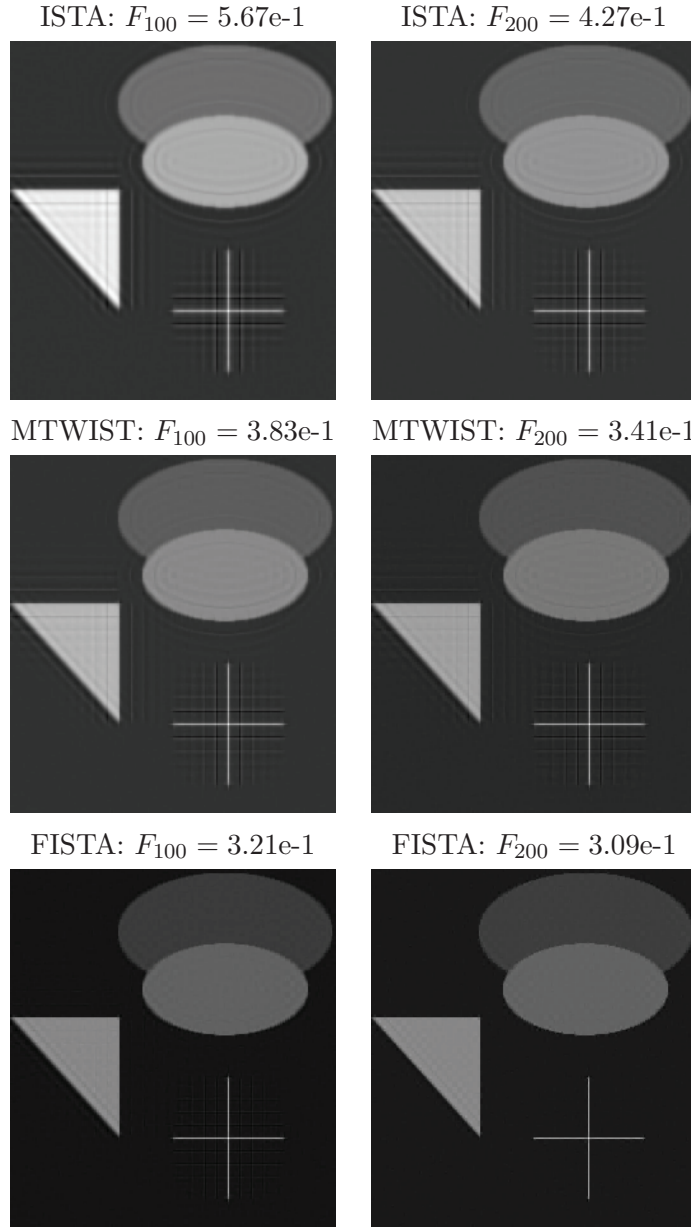 ISTA: F₁₀₀ = 5.67e-1
ISTA: F₂₀₀ = 4.27e-1
MTWIST: F₁₀₀ = 3.83e-1
MTWIST: F₂₀₀ = 3.41e-1
FISTA: F₁₀₀ = 3.21e-1
FISTA: F₂₀₀ = 3.09e-1